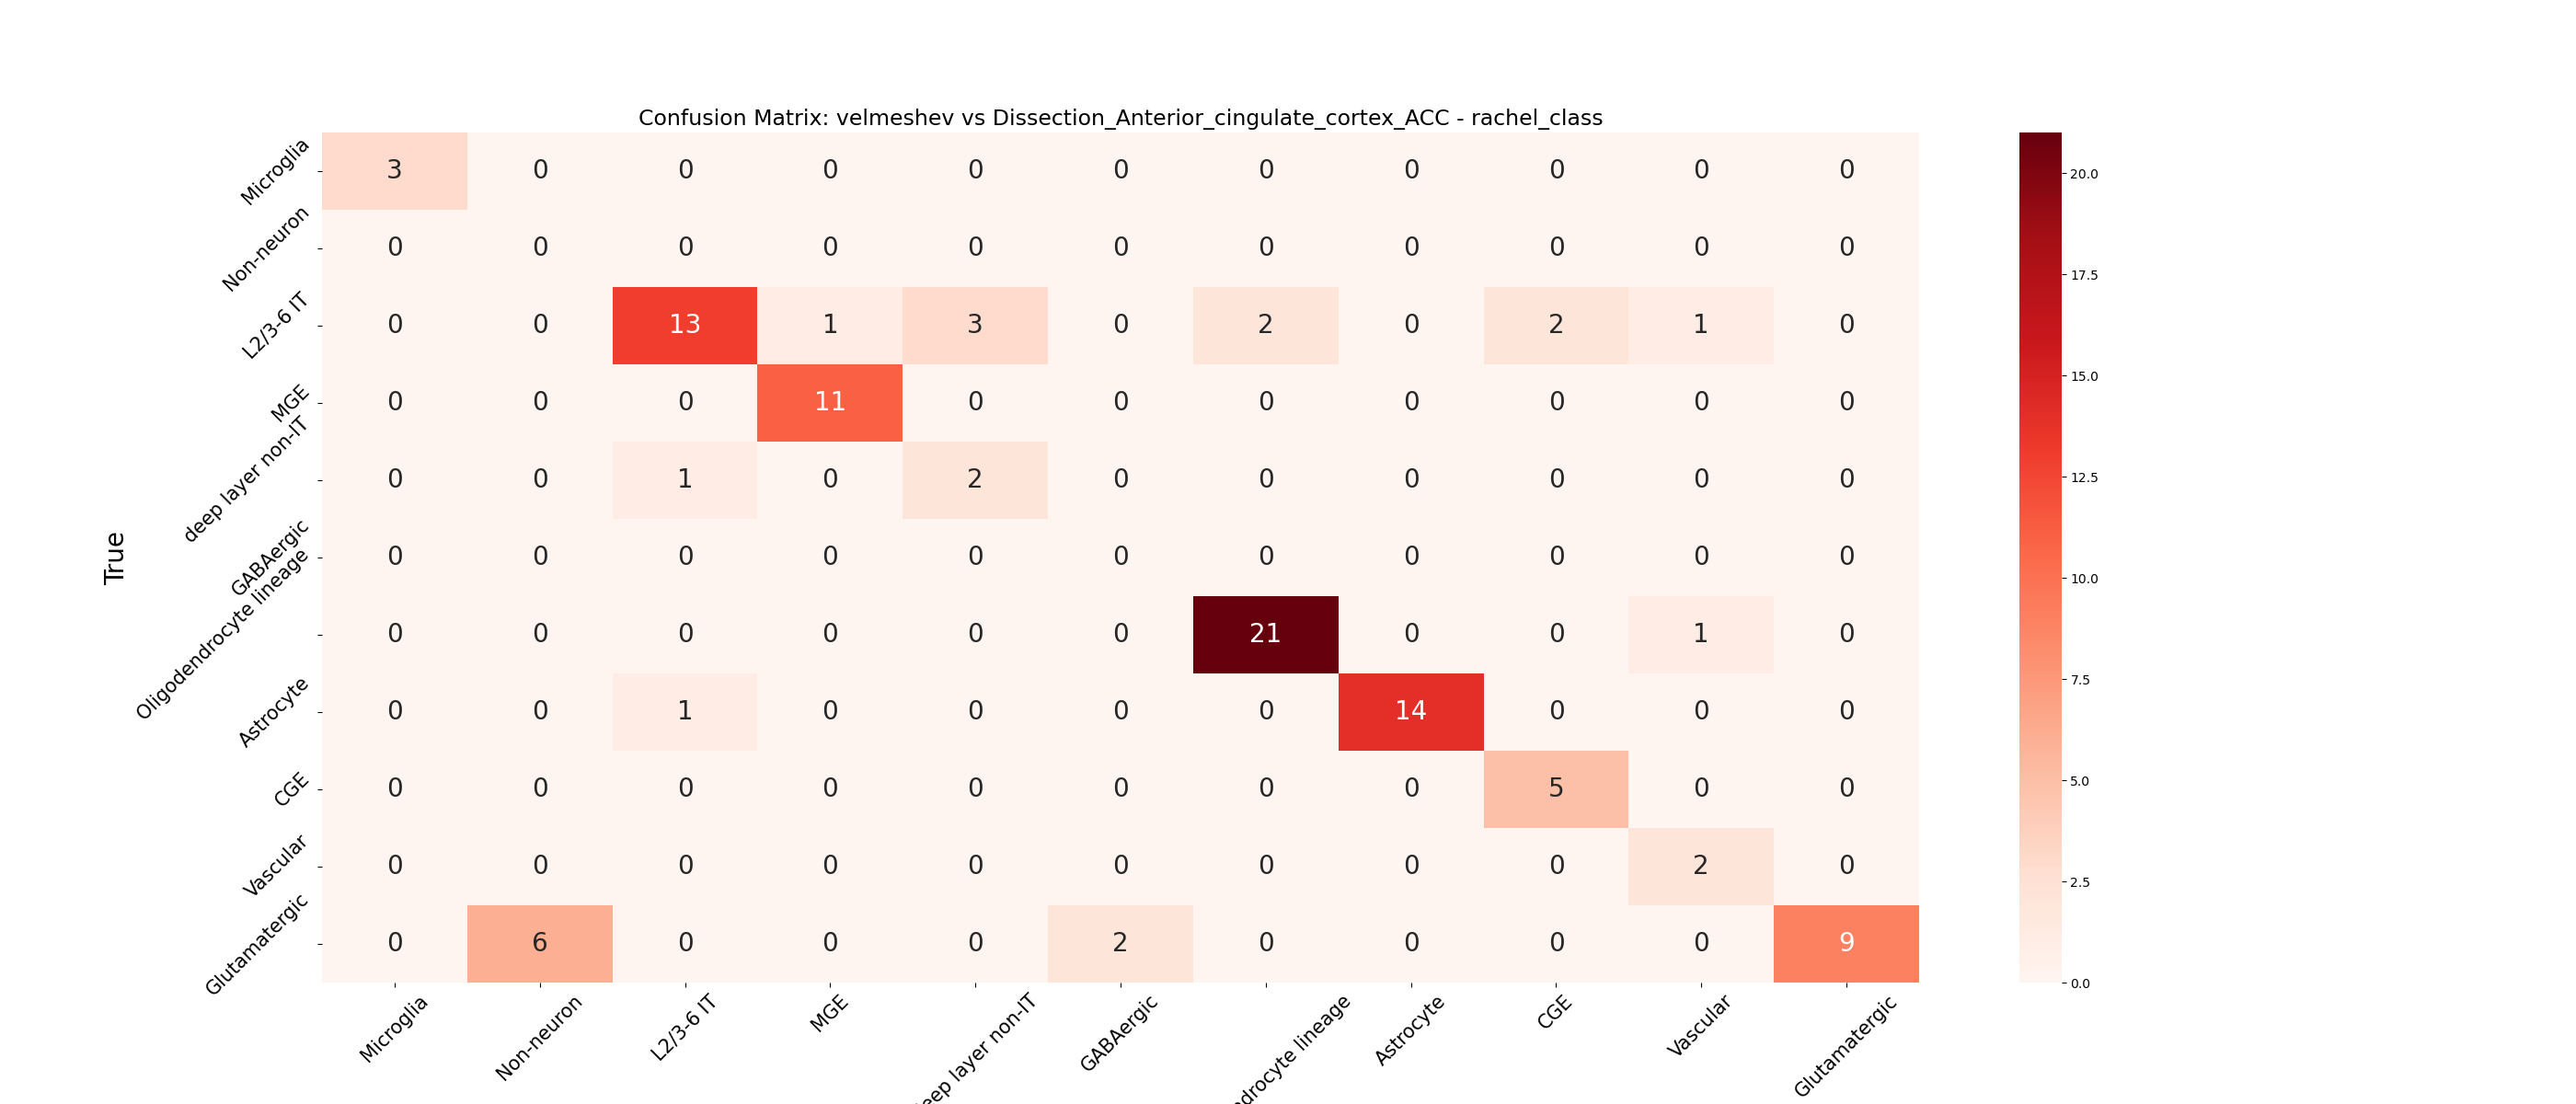 Confusion Matrix: velmeshev vs Dissection_Anterior_cingulate_cortex_ACC - rachel_class
True
Microglia 3 0 0 0 0 0 0 0 0 0 0
Non-neuron 0 0 0 0 0 0 0 0 0 0 0
L2/3-6 IT 0 0 13 1 3 0 2 0 2 1 0
MGE 0 0 0 11 0 0 0 0 0 0 0
deep layer non-IT 0 0 1 0 2 0 0 0 0 0 0
GABAergic 0 0 0 0 0 0 0 0 0 0 0
Oligodendrocyte lineage 0 0 0 0 0 0 21 0 0 1 0
Astrocyte 0 0 1 0 0 0 0 14 0 0 0
CGE 0 0 0 0 0 0 0 0 5 0 0
Vascular 0 0 0 0 0 0 0 0 0 2 0
Glutamatergic 0 6 0 0 0 2 0 0 0 0 9
Microglia
Non-neuron
L2/3-6 IT
MGE
eep layer non-IT
GABAergic
ndrocyte lineage
Astrocyte
CGE
Vascular
Glutamatergic
20.0
17.5
15.0
12.5
10.0
7.5
5.0
2.5
0.0